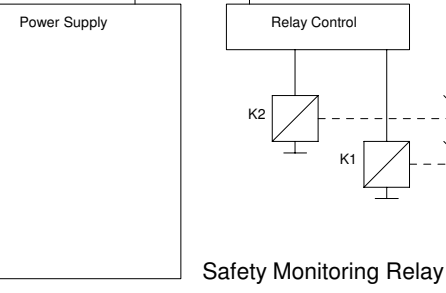 Power Supply
Relay Control
K2
K1
Safety Monitoring Relay